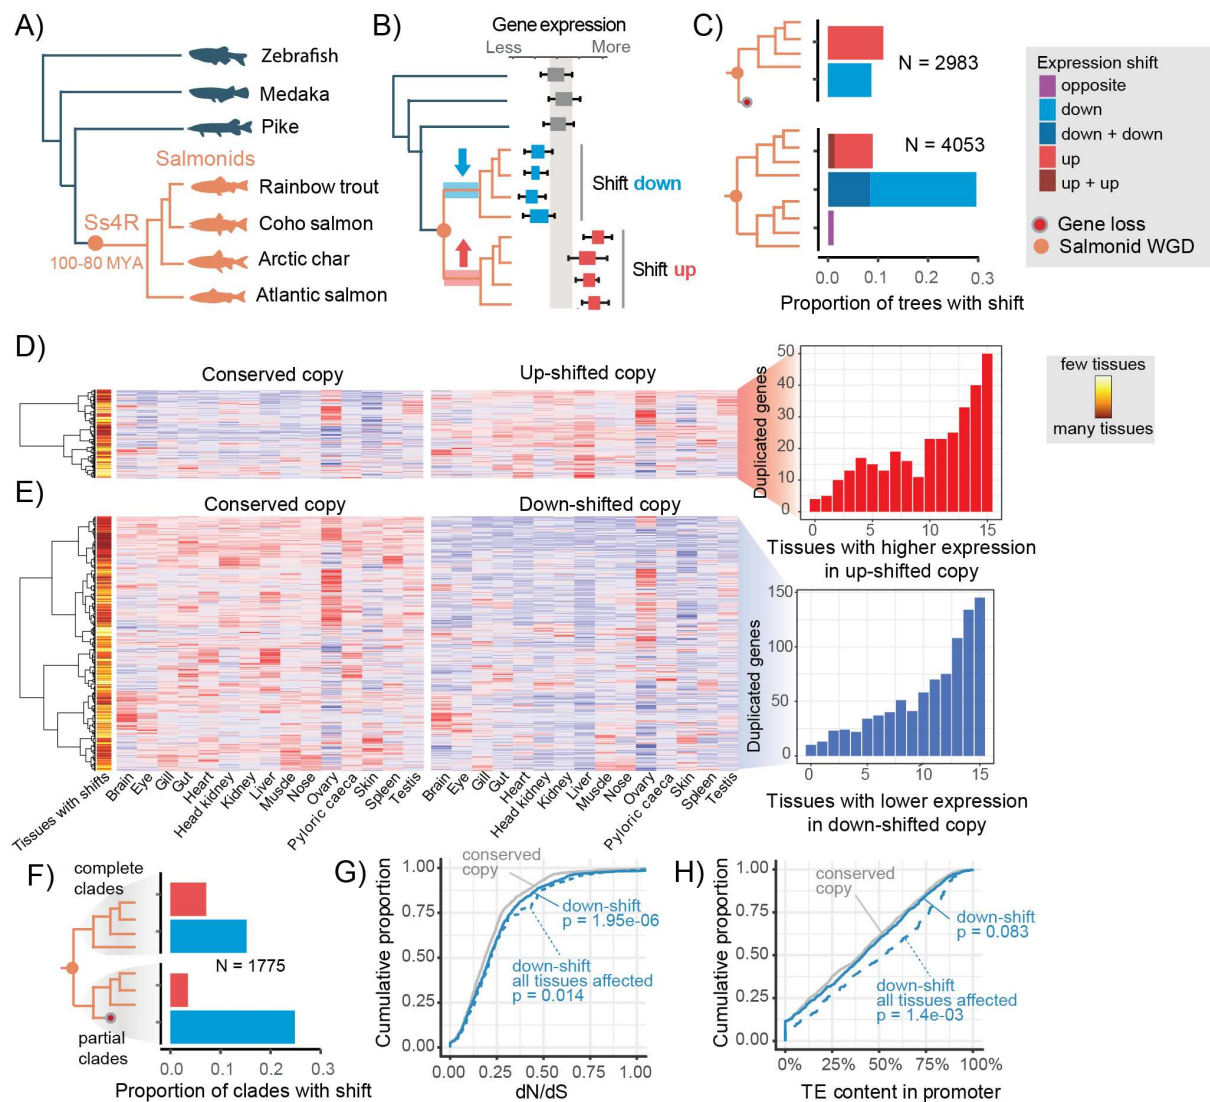 A)
Zebrafish
Medaka
Pike
Salmonids
Rainbow trout
Ss4R
Coho salmon
100-80 MYA
Arctic char
Atlantic salmon
B)
Gene expression
Less
More
Shift down
Shift up
C)
N = 2983
N = 4053
0.0
0.1
0.2
0.3
Proportion of trees with shift
Expression shift
opposite
down
down + down
up
up + up
Gene loss
Salmonid WGD
D)
Conserved copy
Up-shifted copy
50
40
30
20
10
0
Duplicated genes
0
5
10
15
Tissues with higher expression
in up-shifted copy
few tissues
many tissues
E)
Conserved copy
Down-shifted copy
Tissues with shifts
Brain
Eye
Gill
Gut
Heart
Head kidney
Kidney
Liver
Muscle
Nose
Ovary
Pyloric caeca
Skin
Spleen
Testis
Brain
Eye
Gill
Gut
Heart
Head kidney
Kidney
Liver
Muscle
Nose
Ovary
Pyloric caeca
Skin
Spleen
Testis
150
100
50
0
Duplicated genes
0
5
10
15
Tissues with lower expression
in down-shifted copy
F)
complete
clades
N = 1775
partial
clades
0.0
0.1
0.2
0.3
Proportion of clades with shift
G)
Cumulative proportion
1.00
0.75
0.50
0.25
0.00
conserved
copy
down-shift
p = 1.95e-06
down-shift
all tissues affected
p = 0.014
0.00
0.25
0.50
0.75
1.00
dN/dS
H)
Cumulative proportion
1.00
0.75
0.50
0.25
0.00
conserved
copy
down-shift
p = 0.083
down-shift
all tissues affected
p = 1.4e-03
0%
25%
50%
75%
100%
TE content in promoter